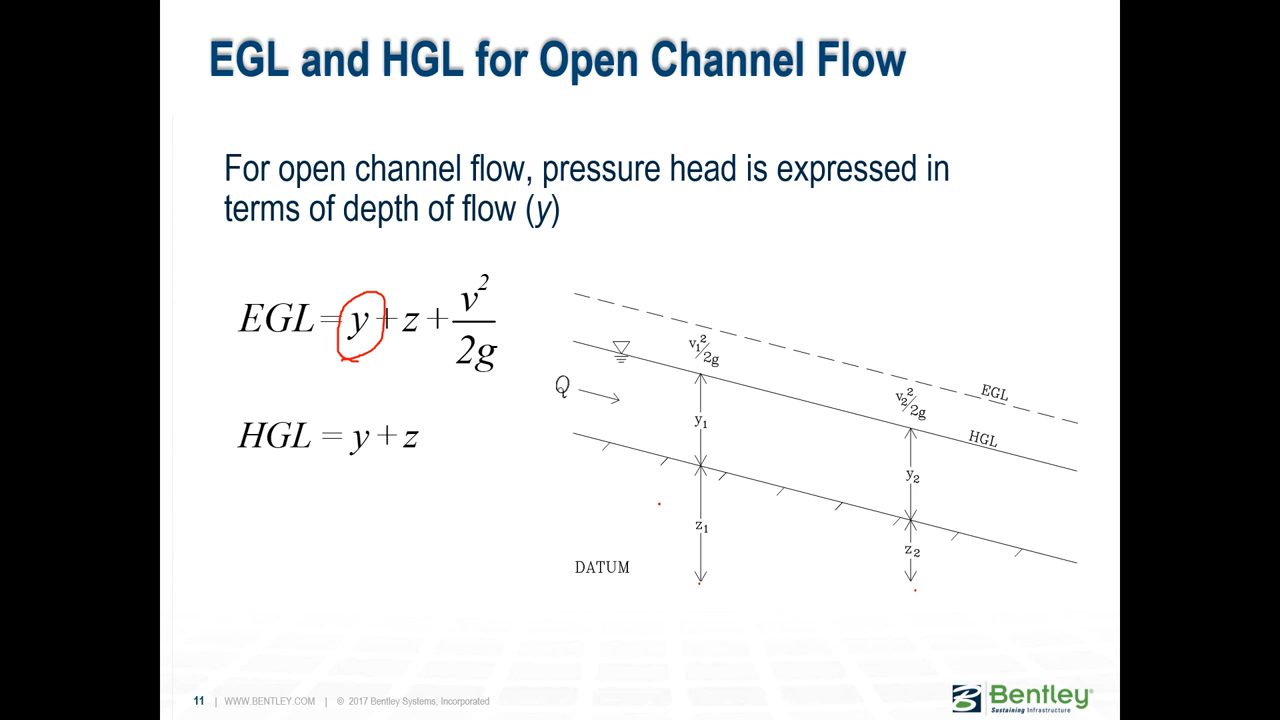 EGL and HGL for Open Channel Flow
For open channel flow, pressure head is expressed in
terms of depth of flow (y)
EGL = y + z + v²/2g
HGL = y + z
Q
v₁²/2g
y₁
z₁
v₂²/2g
y₂
z₂
EGL
HGL
DATUM
11 | WWW.BENTLEY.COM | © 2017 Bentley Systems, Incorporated
Bentley®
Sustaining Infrastructure